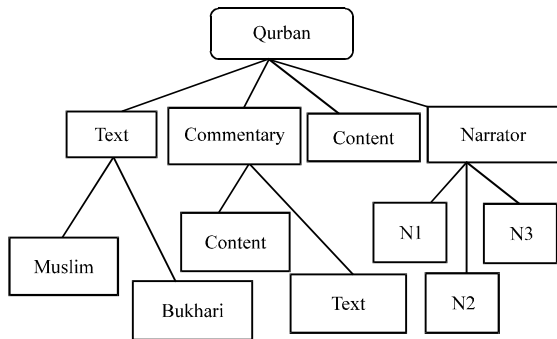 Qurban
Text
Commentary
Content
Narrator
Content
N1
N3
Muslim
Bukhari
Text
N2